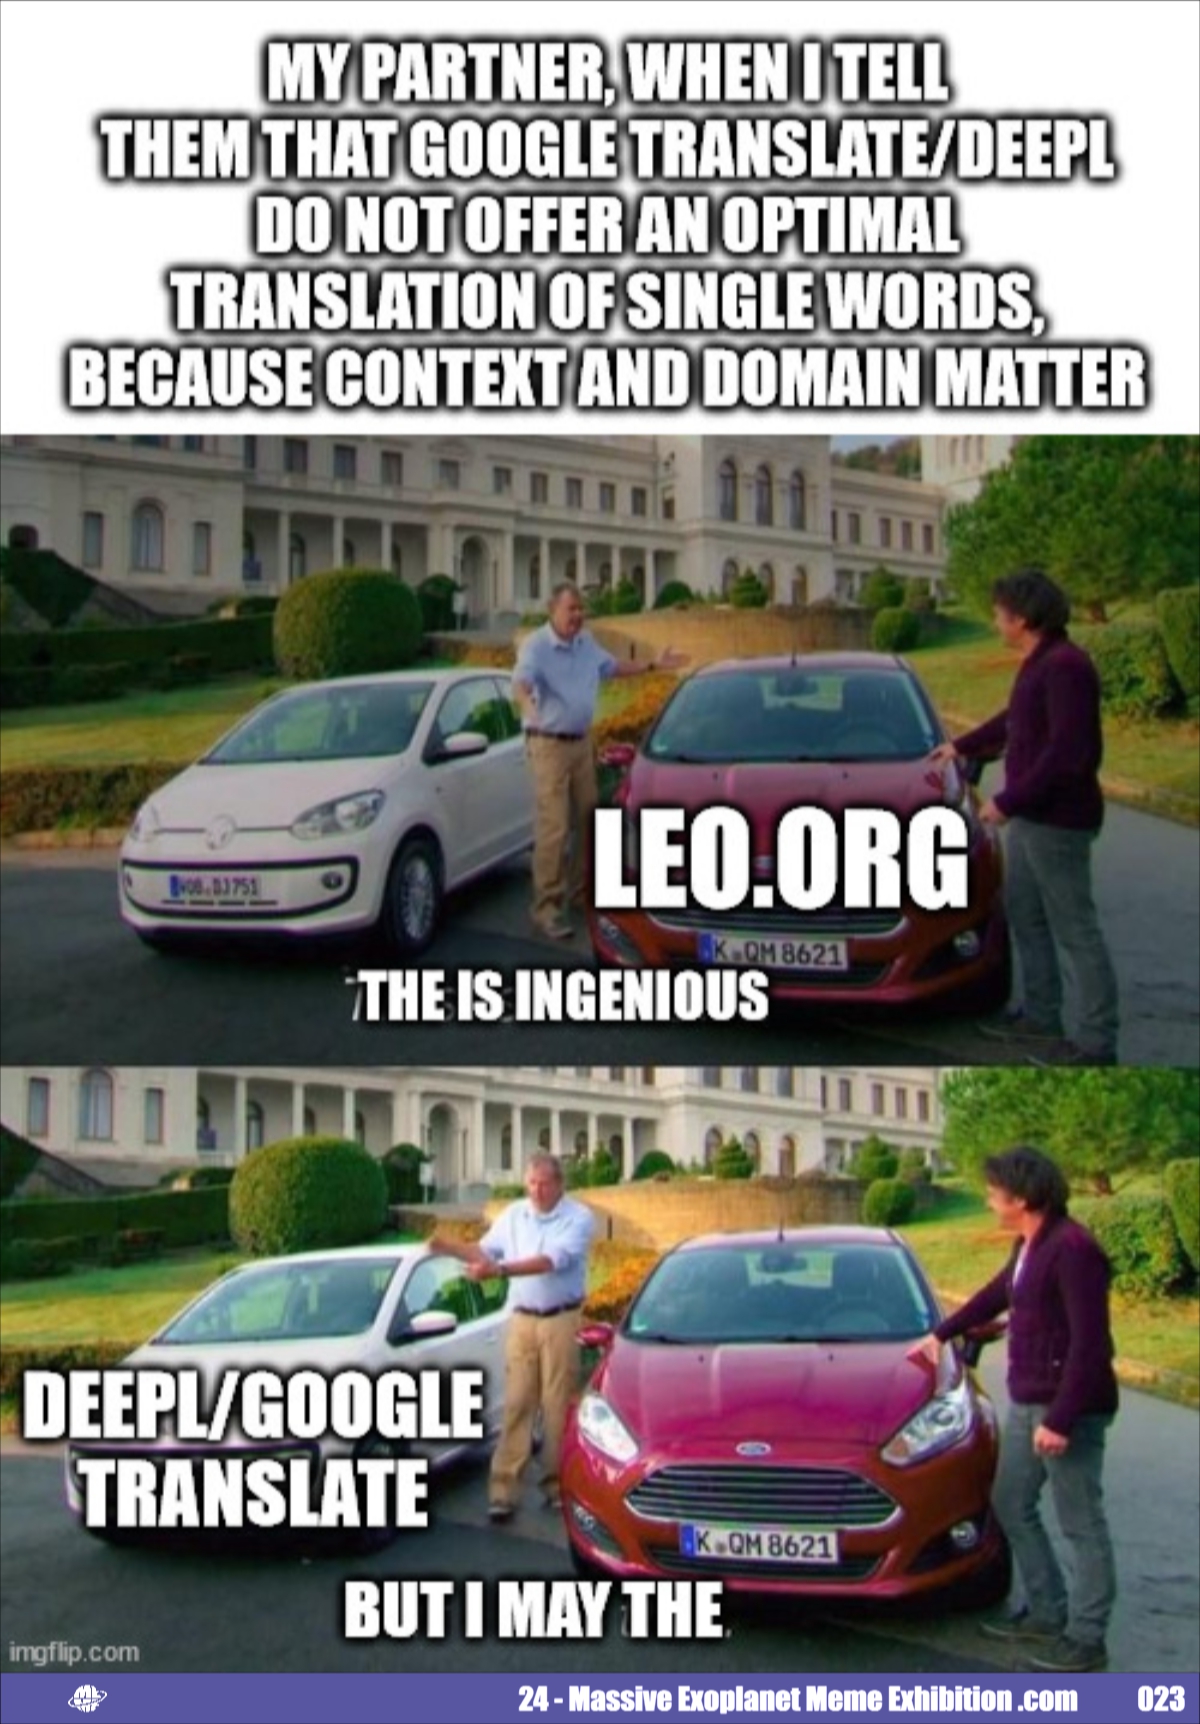 MY PARTNER, WHEN I TELL
THEM THAT GOOGLE TRANSLATE/DEEPL
DO NOT OFFER AN OPTIMAL
TRANSLATION OF SINGLE WORDS,
BECAUSE CONTEXT AND DOMAIN MATTER
WOB DJ751
LEO.ORG
K QM 8621
THE IS INGENIOUS
DEEPL/GOOGLE
TRANSLATE
K QM 8621
BUT I MAY THE
imgflip.com
24 - Massive Exoplanet Meme Exhibition .com 023